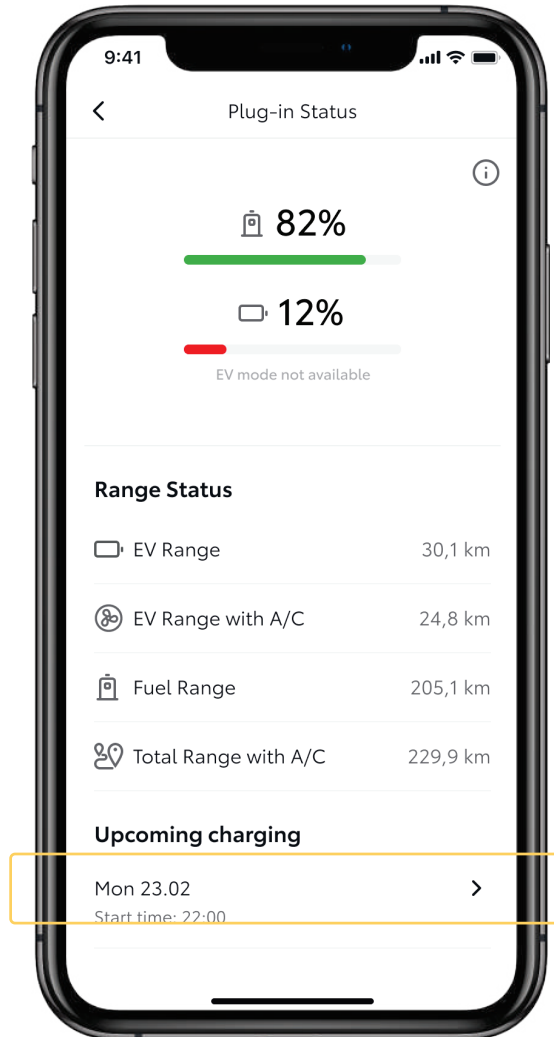 9:41
Plug-in Status
82%
12%
EV mode not available
Range Status
EV Range 30,1 km
EV Range with A/C 24,8 km
Fuel Range 205,1 km
Total Range with A/C 229,9 km
Upcoming charging
Mon 23.02
Start time: 22:00